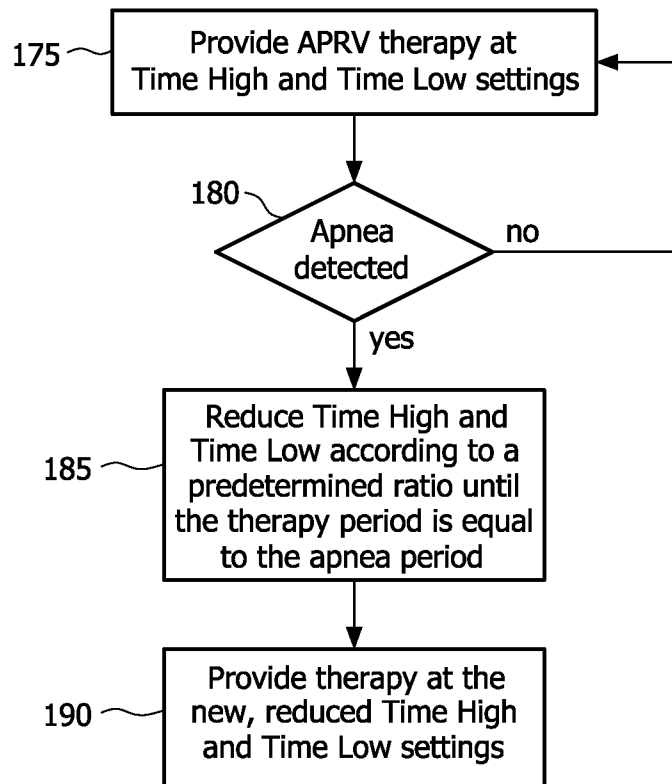 175
Provide APRV therapy at
Time High and Time Low settings
180
Apnea
detected
no
yes
185
Reduce Time High and
Time Low according to a
predetermined ratio until
the therapy period is equal
to the apnea period
190
Provide therapy at the
new, reduced Time High
and Time Low settings